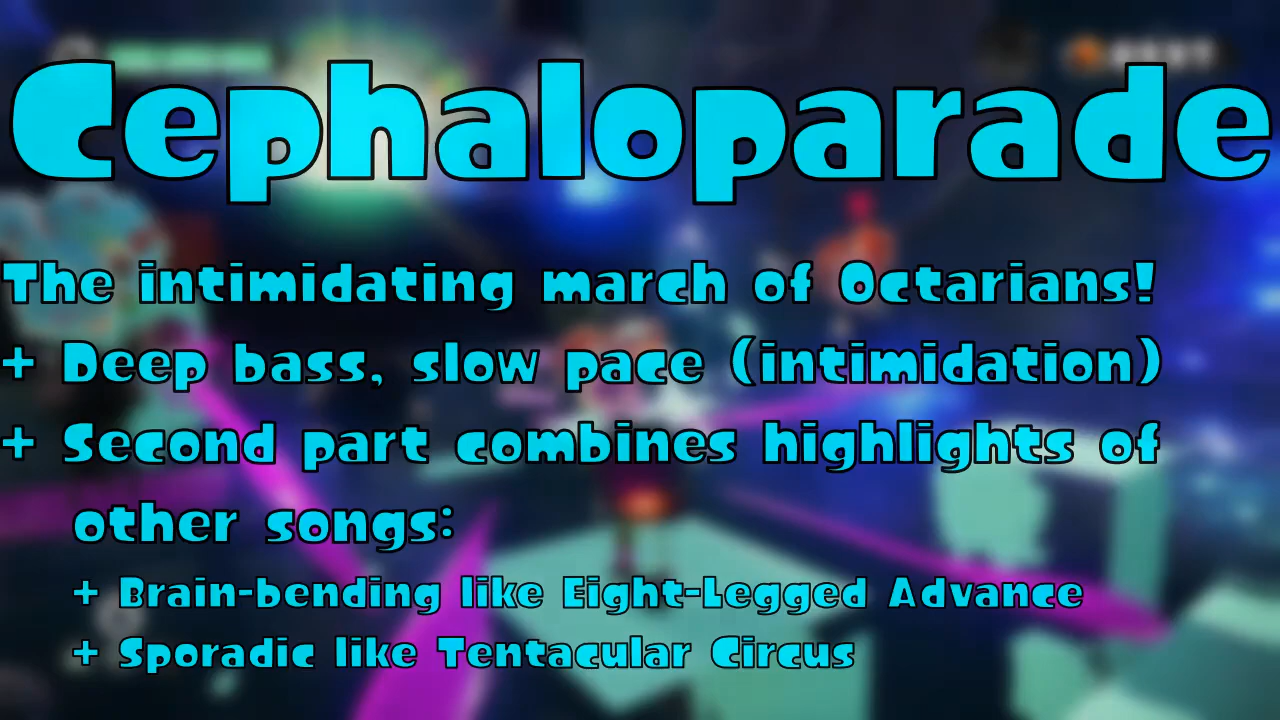 Cephaloparade
The intimidating march of Octarians!
+ Deep bass, slow pace (intimidation)
+ Second part combines highlights of
other songs:
+ Brain-bending like Eight-Legged Advance
+ Sporadic like Tentacular Circus